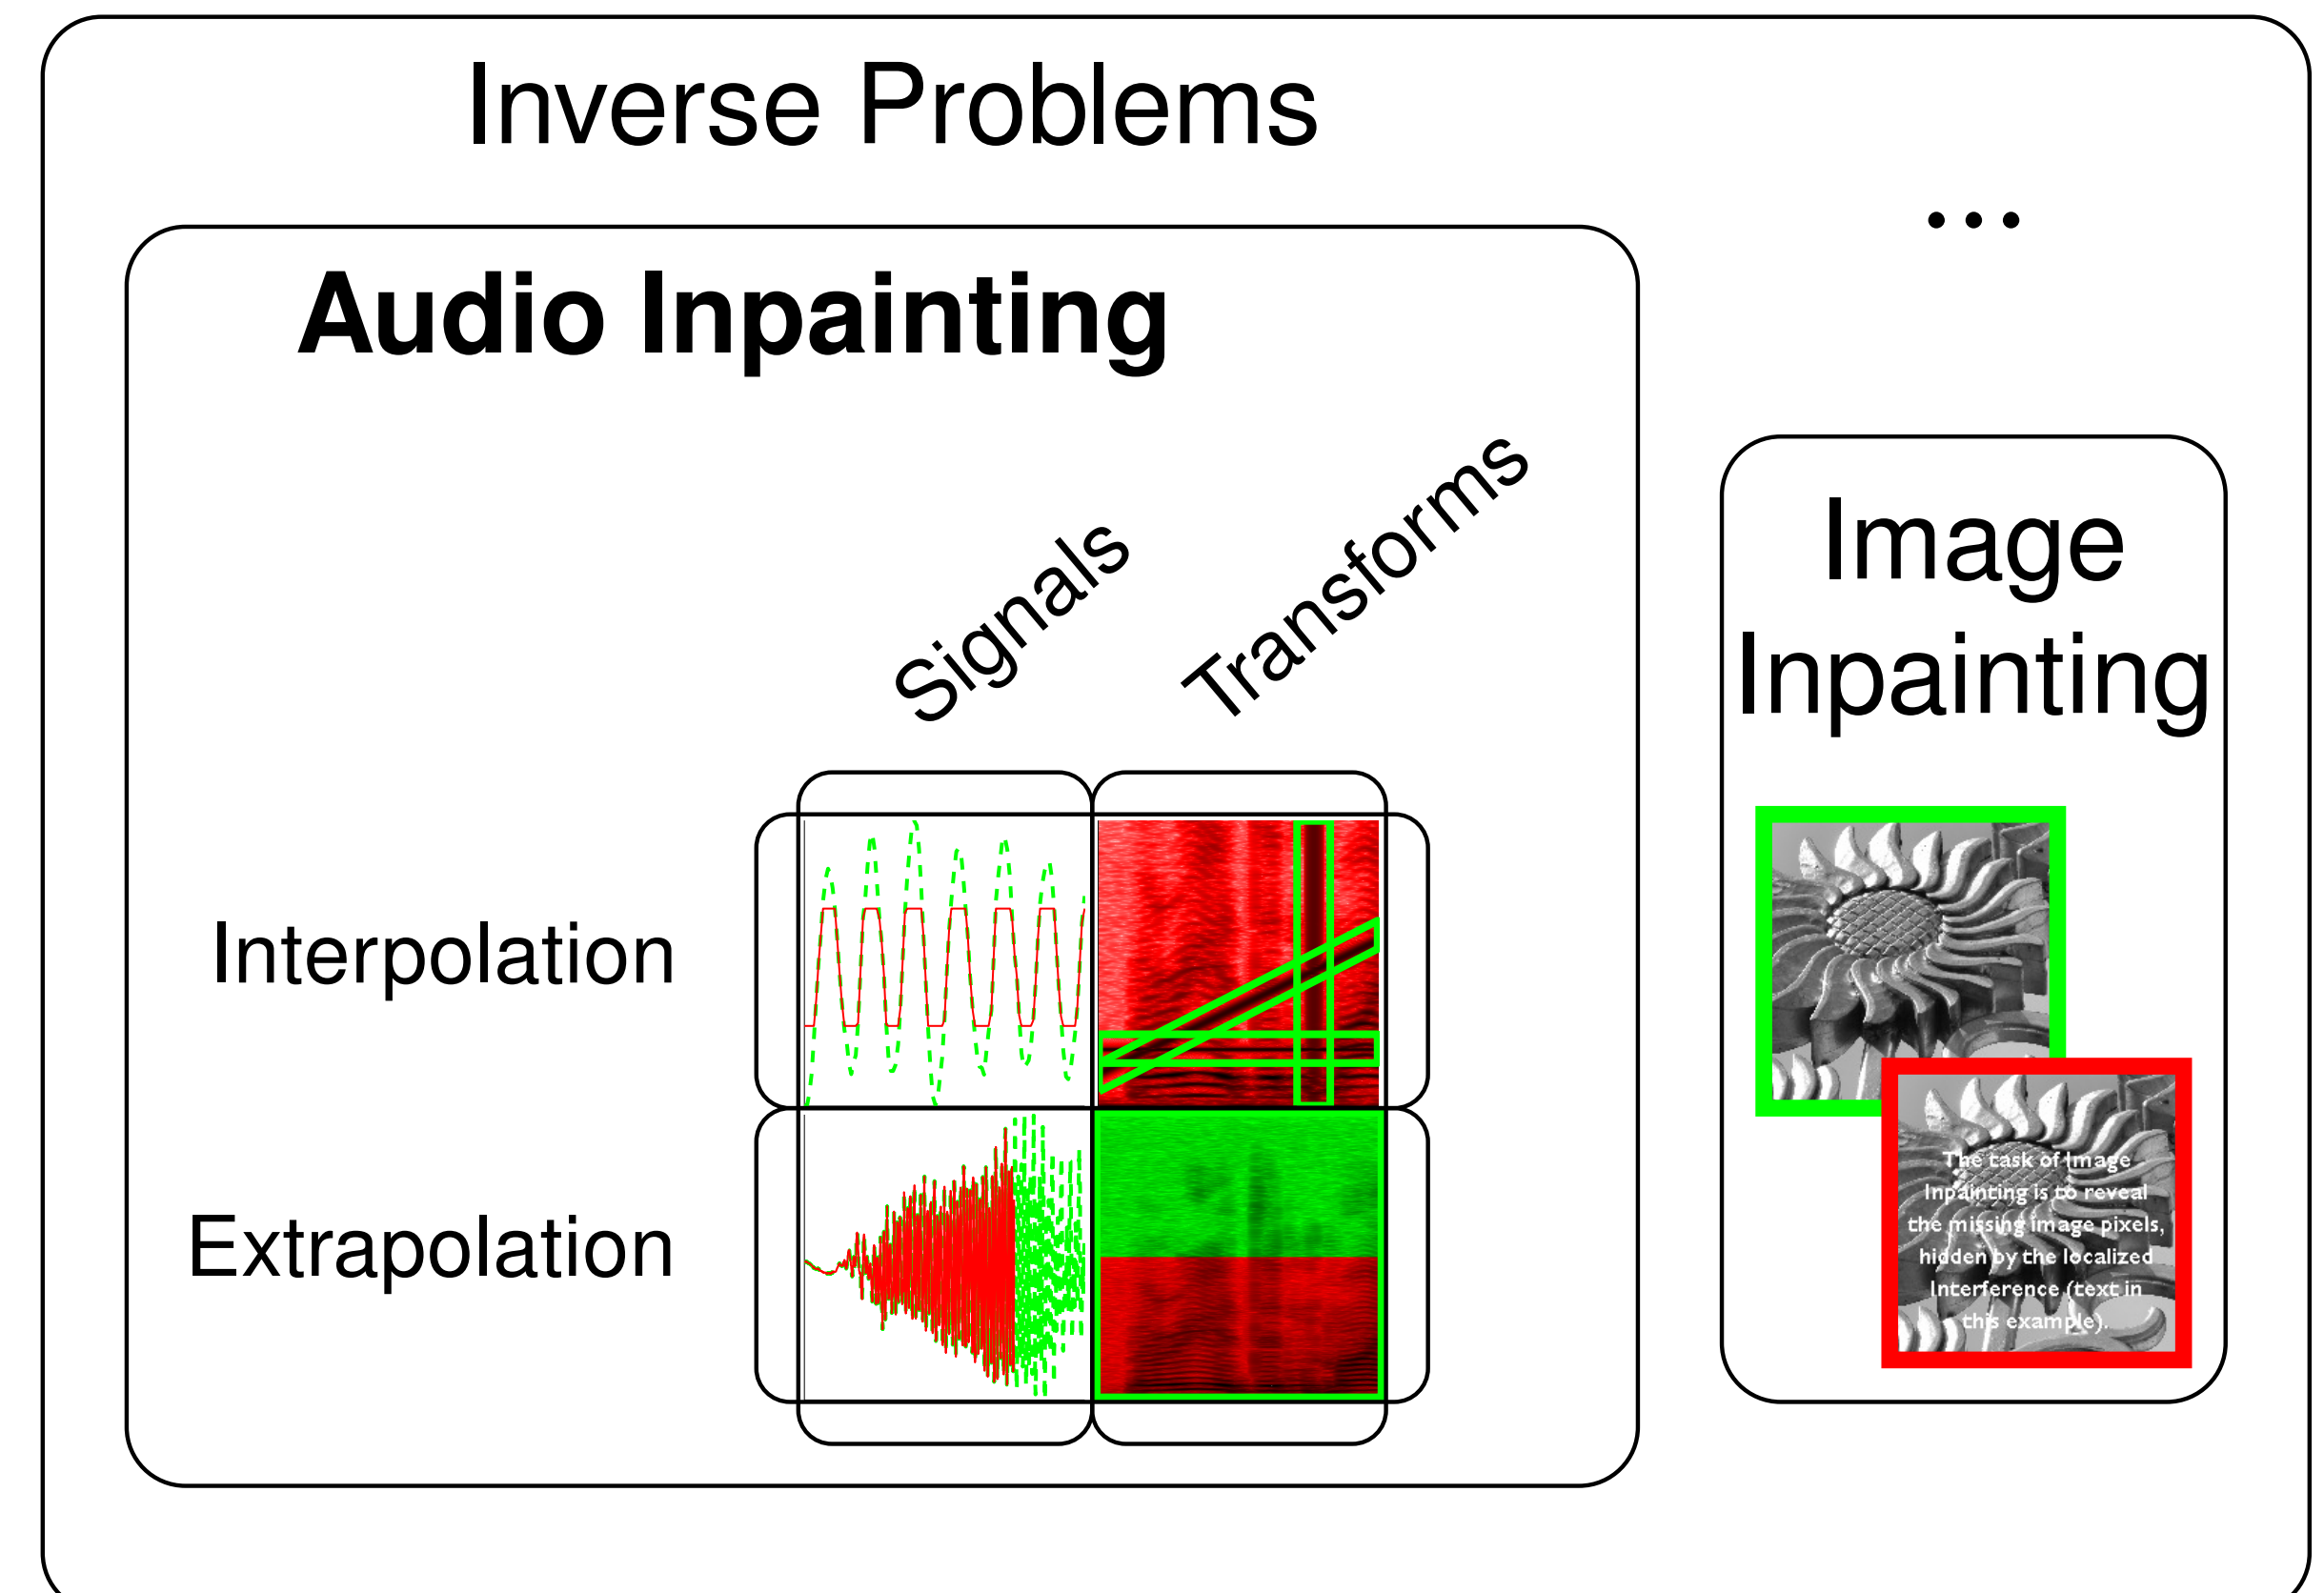 Inverse Problems
...
Audio Inpainting
Signals
Transforms
Interpolation
Extrapolation
Image
Inpainting
The task of Image
Inpainting is to reveal
the missing image pixels,
hidden by the localized
Interference (text in
this example).